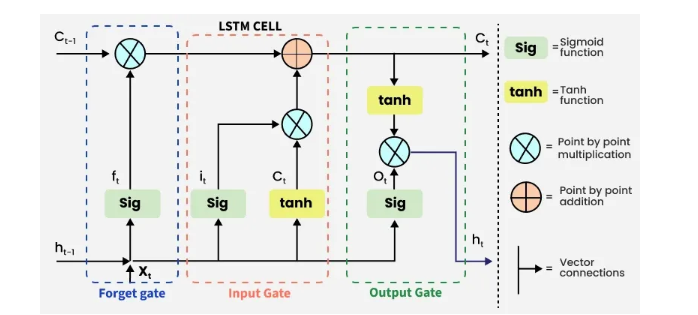 LSTM CELL
Ct-1
Ct
ft
it
Ct
Ot
tanh
Sig
Sig
tanh
Sig
ht-1
Xt
ht
Forget gate
Input Gate
Output Gate
Sig
=Sigmoid
function
tanh
=Tanh
function
= Point by point
multiplication
= Point by point
addition
= Vector
connections